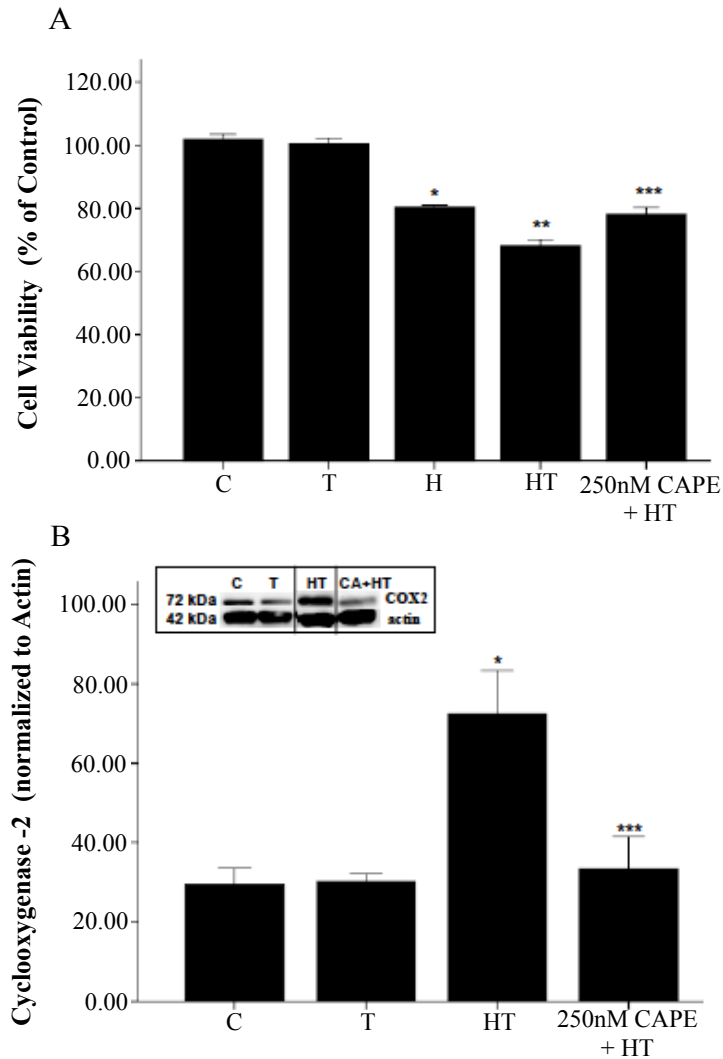 A
Cell Viability (% of Control)
120.00
100.00
80.00
60.00
40.00
20.00
0.00
*
**
***
C T H HT 250nM CAPE
+ HT
B
Cyclooxygenase -2 (normalized to Actin)
100.00
80.00
60.00
40.00
20.00
0.00
C T HT CA+HT
72 kDa COX2
42 kDa actin
*
***
C T HT 250nM CAPE
+ HT